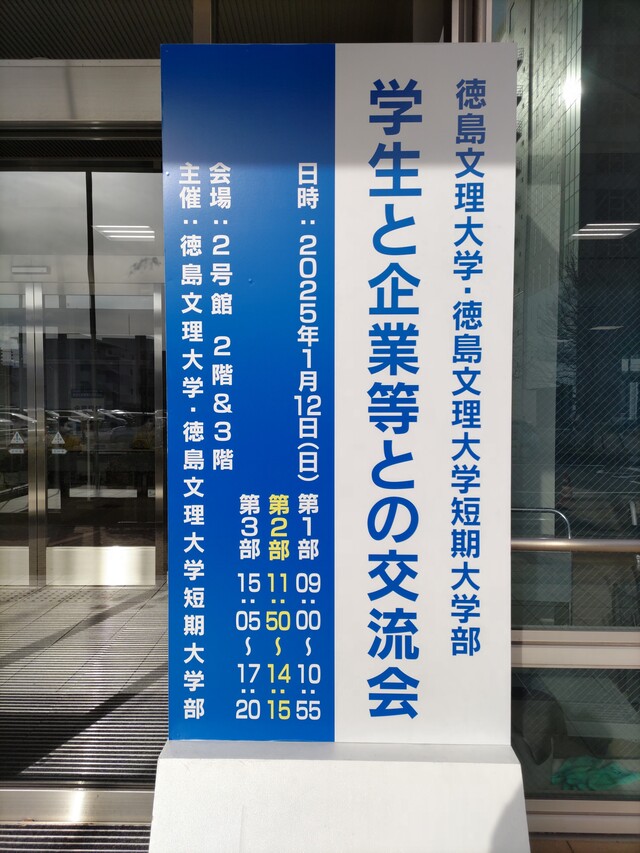 徳島文理大学・徳島文理大学短期大学部
学生と企業等との交流会
日時：2025年1月12日（日）
第1部 09：00～10：55
第2部 11：50～14：15
第3部 15：05～17：20
会場：2号館 2階＆3階
主催：徳島文理大学・徳島文理大学短期大学部